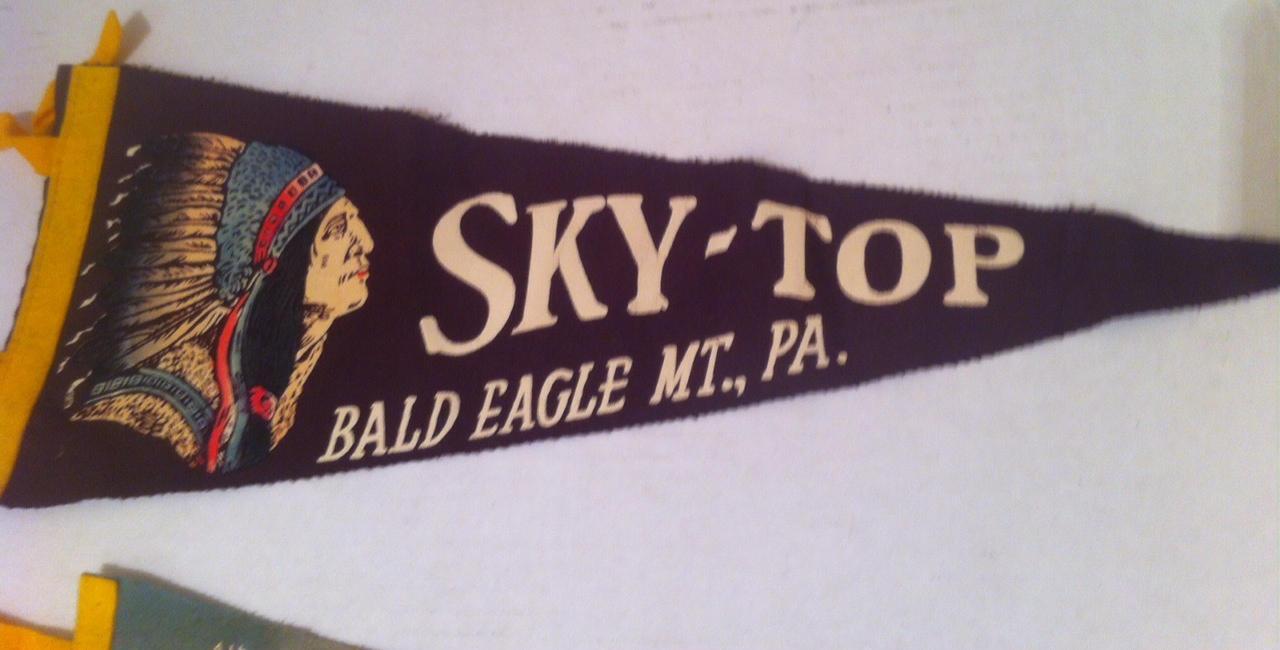 SKY-TOP
BALD EAGLE MT., PA.